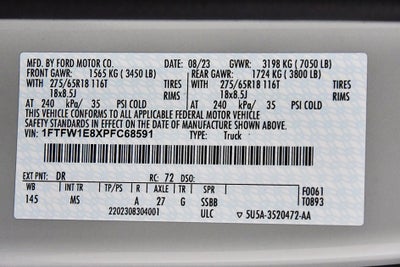 MFD. BY FORD MOTOR CO. 08/23 GVWR: 3198 KG ( 7050 LB)
FRONT GAWR: 1565 KG ( 3450 LB) REAR GAWR: 1724 KG ( 3800 LB)
WITH 275/65R18 116T TIRES WITH 275/65R18 116T TIRES
18x8.5J RIMS 18x8.5J RIMS
AT 240 kPa/ 35 PSI COLD AT 240 kPa/ 35 PSI COLD
THIS VEHICLE CONFORMS TO ALL APPLICABLE FEDERAL MOTOR VEHICLE
SAFETY STANDARDS IN EFFECT ON THE DATE OF MANUFACTURE SHOWN ABOVE.
VIN: 1FTFW1E8XPFC68591 TYPE: Truck
EXT PNT: DR RC: 72 DSO:
WB INT TR TP/PS R AXLE TR SPR F0061
145 MS A 27 G SSBB T0893
2202308304001 ULC 5U5A-3520472-AA